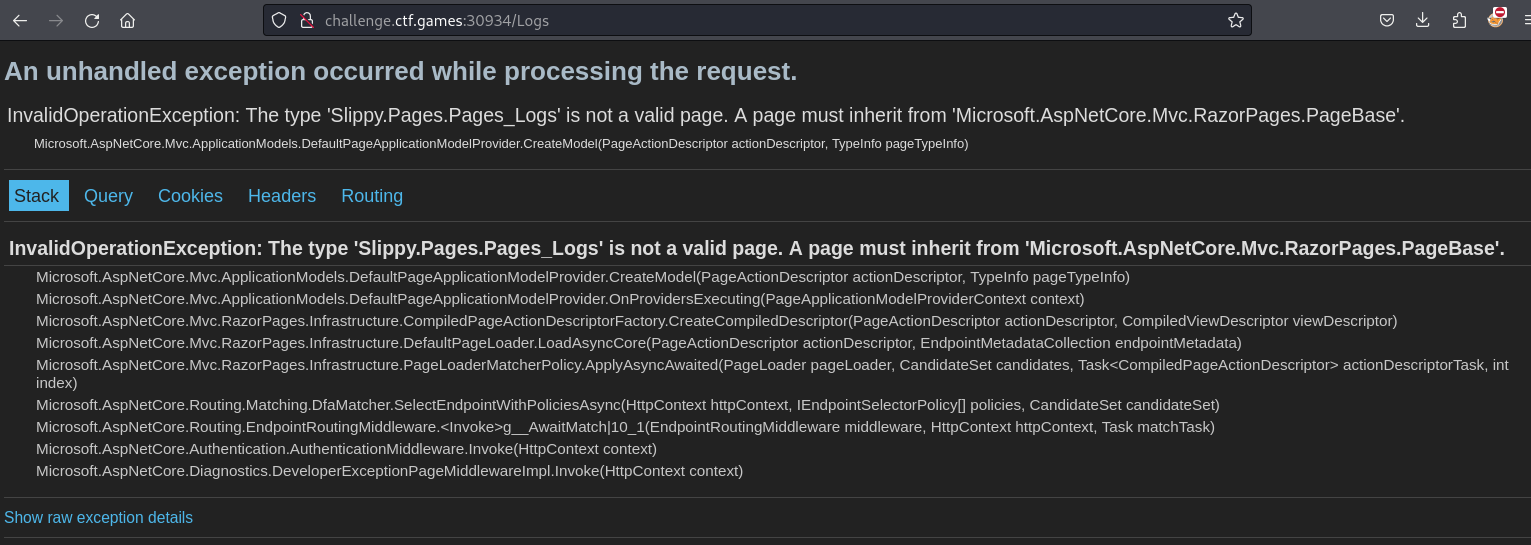 challenge.ctf.games:30934/Logs
An unhandled exception occurred while processing the request.
InvalidOperationException: The type 'Slippy.Pages.Pages_Logs' is not a valid page. A page must inherit from 'Microsoft.AspNetCore.Mvc.RazorPages.PageBase'.
Microsoft.AspNetCore.Mvc.ApplicationModels.DefaultPageApplicationModelProvider.CreateModel(PageActionDescriptor actionDescriptor, TypeInfo pageTypeInfo)
Stack Query Cookies Headers Routing
InvalidOperationException: The type 'Slippy.Pages.Pages_Logs' is not a valid page. A page must inherit from 'Microsoft.AspNetCore.Mvc.RazorPages.PageBase'.
Microsoft.AspNetCore.Mvc.ApplicationModels.DefaultPageApplicationModelProvider.CreateModel(PageActionDescriptor actionDescriptor, TypeInfo pageTypeInfo)
Microsoft.AspNetCore.Mvc.ApplicationModels.DefaultPageApplicationModelProvider.OnProvidersExecuting(PageApplicationModelProviderContext context)
Microsoft.AspNetCore.Mvc.RazorPages.Infrastructure.CompiledPageActionDescriptorFactory.CreateCompiledDescriptor(PageActionDescriptor actionDescriptor, CompiledViewDescriptor viewDescriptor)
Microsoft.AspNetCore.Mvc.RazorPages.Infrastructure.DefaultPageLoader.LoadAsyncCore(PageActionDescriptor actionDescriptor, EndpointMetadataCollection endpointMetadata)
Microsoft.AspNetCore.Mvc.RazorPages.Infrastructure.PageLoaderMatcherPolicy.ApplyAsyncAwaited(PageLoader pageLoader, CandidateSet candidates, Task<CompiledPageActionDescriptor> actionDescriptorTask, int
index)
Microsoft.AspNetCore.Routing.Matching.DfaMatcher.SelectEndpointWithPoliciesAsync(HttpContext httpContext, IEndpointSelectorPolicy[] policies, CandidateSet candidateSet)
Microsoft.AspNetCore.Routing.EndpointRoutingMiddleware.<Invoke>g__AwaitMatch|10_1(EndpointRoutingMiddleware middleware, HttpContext httpContext, Task matchTask)
Microsoft.AspNetCore.Authentication.AuthenticationMiddleware.Invoke(HttpContext context)
Microsoft.AspNetCore.Diagnostics.DeveloperExceptionPageMiddlewareImpl.Invoke(HttpContext context)
Show raw exception details